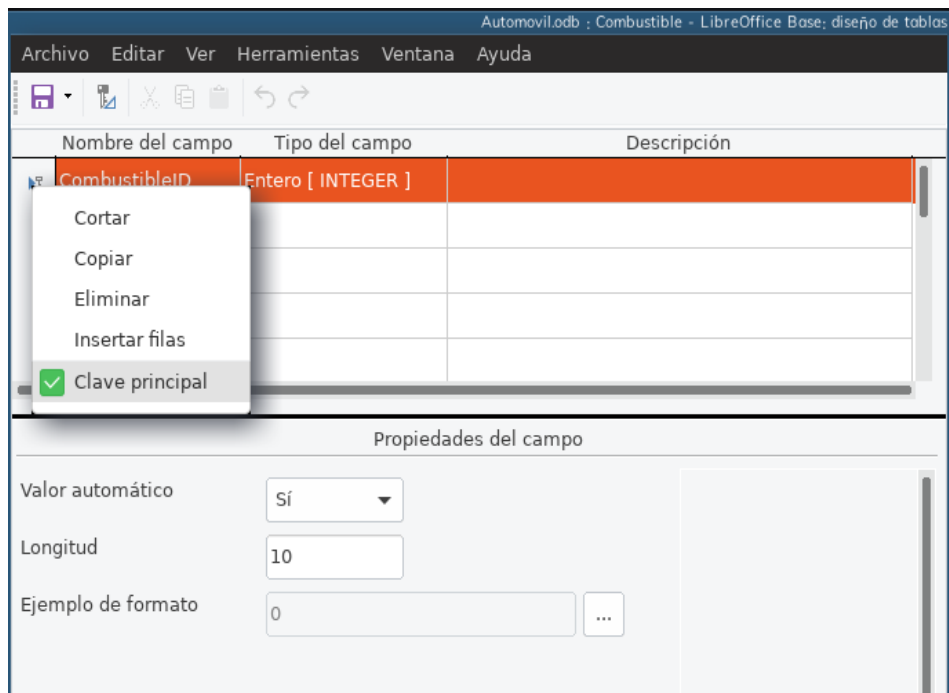 Automovil.odb : Combustible - LibreOffice Base: diseño de tablas
Archivo Editar Ver Herramientas Ventana Ayuda
Nombre del campo Tipo del campo Descripción
CombustibleID Entero [ INTEGER ]
Cortar
Copiar
Eliminar
Insertar filas
Clave principal
Propiedades del campo
Valor automático Sí
Longitud 10
Ejemplo de formato 0 ...